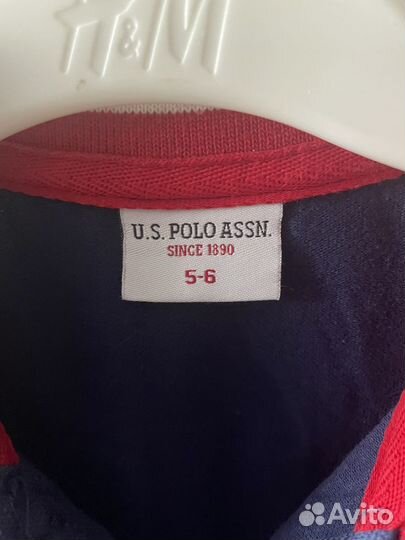 H&M
U.S. POLO ASSN.
SINCE 1890
5-6
Avito